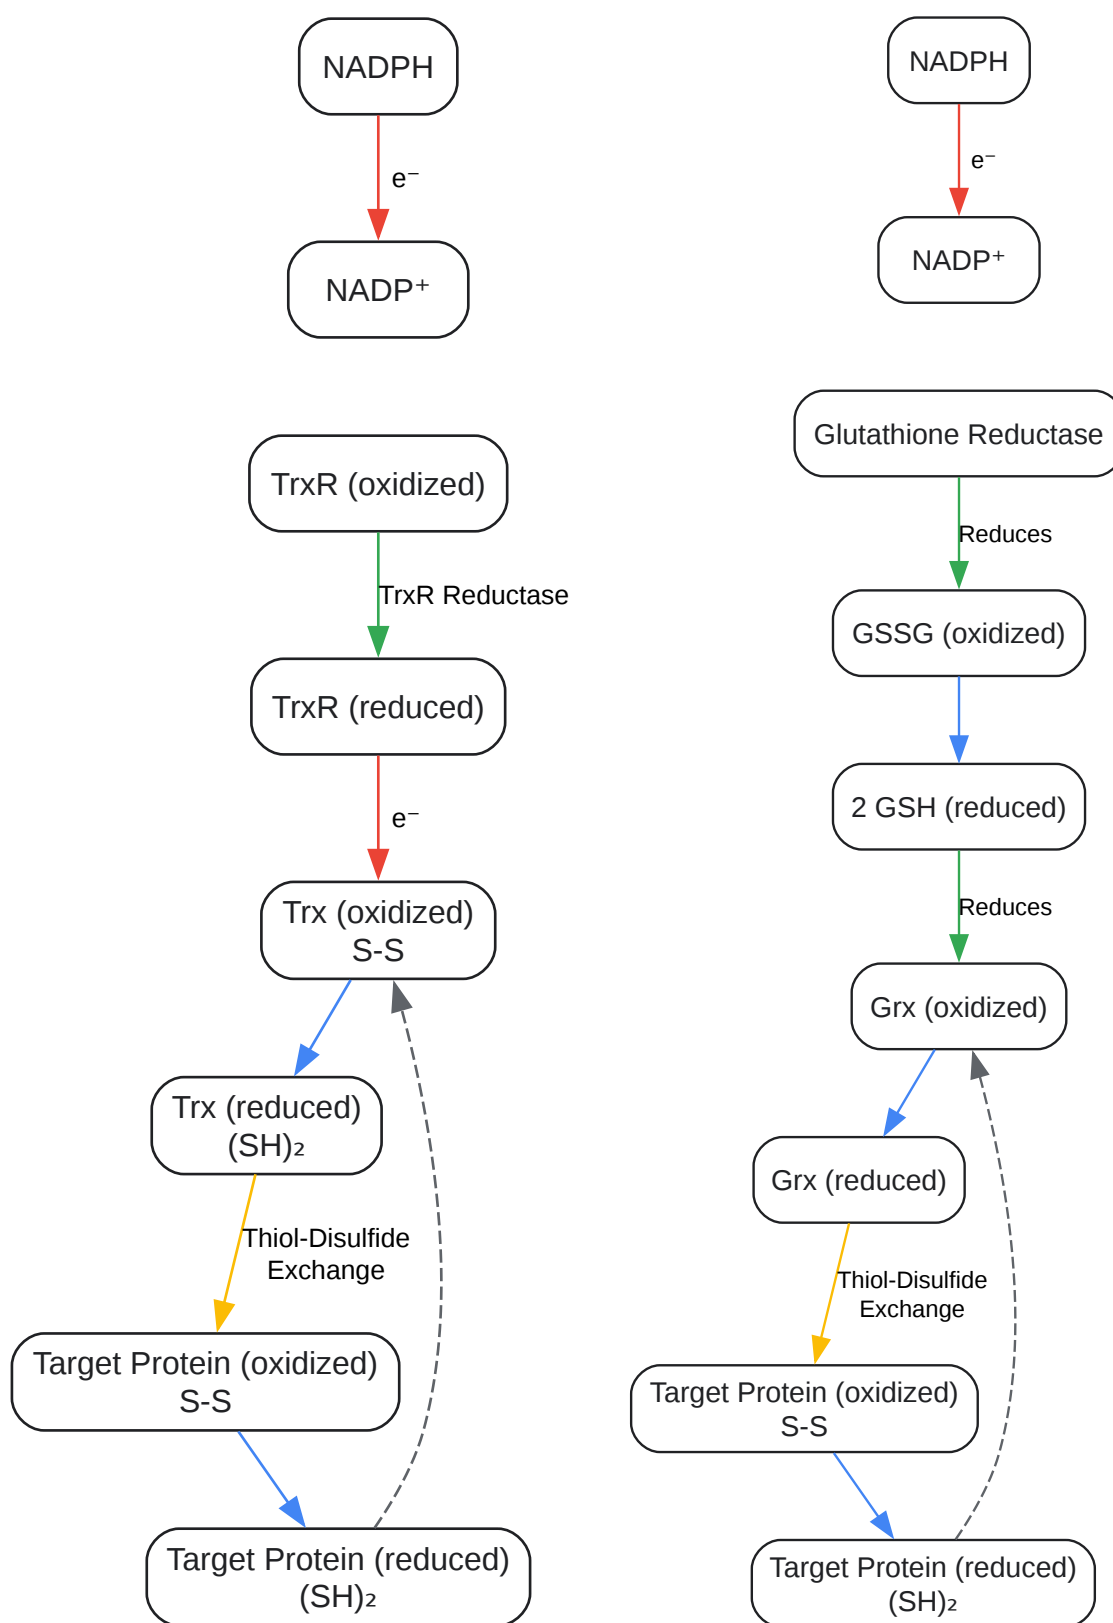 NADPH
e⁻
NADP⁺
TrxR (oxidized)
TrxR Reductase
TrxR (reduced)
e⁻
Trx (oxidized)
S-S
Trx (reduced)
(SH)₂
Thiol-Disulfide
Exchange
Target Protein (oxidized)
S-S
Target Protein (reduced)
(SH)₂
NADPH
e⁻
NADP⁺
Glutathione Reductase
Reduces
GSSG (oxidized)
2 GSH (reduced)
Reduces
Grx (oxidized)
Grx (reduced)
Thiol-Disulfide
Exchange
Target Protein (oxidized)
S-S
Target Protein (reduced)
(SH)₂